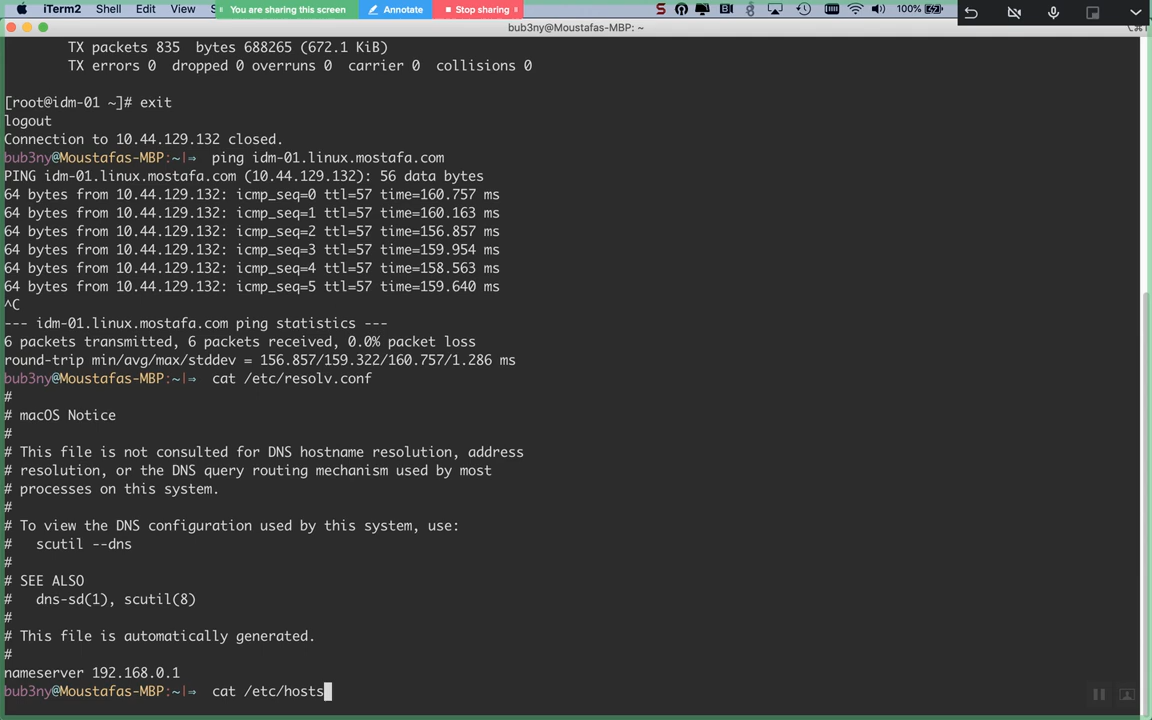 iTerm2 Shell Edit View S You are sharing this screen Annotate Stop sharing 100%
bub3ny@Moustafas-MBP: ~
TX packets 835  bytes 688265 (672.1 KiB)
TX errors 0  dropped 0 overruns 0  carrier 0  collisions 0
[root@idm-01 ~]# exit
logout
Connection to 10.44.129.132 closed.
bub3ny@Moustafas-MBP:~|⇒  ping idm-01.linux.mostafa.com
PING idm-01.linux.mostafa.com (10.44.129.132): 56 data bytes
64 bytes from 10.44.129.132: icmp_seq=0 ttl=57 time=160.757 ms
64 bytes from 10.44.129.132: icmp_seq=1 ttl=57 time=160.163 ms
64 bytes from 10.44.129.132: icmp_seq=2 ttl=57 time=156.857 ms
64 bytes from 10.44.129.132: icmp_seq=3 ttl=57 time=159.954 ms
64 bytes from 10.44.129.132: icmp_seq=4 ttl=57 time=158.563 ms
64 bytes from 10.44.129.132: icmp_seq=5 ttl=57 time=159.640 ms
^C
--- idm-01.linux.mostafa.com ping statistics ---
6 packets transmitted, 6 packets received, 0.0% packet loss
round-trip min/avg/max/stddev = 156.857/159.322/160.757/1.286 ms
bub3ny@Moustafas-MBP:~|⇒  cat /etc/resolv.conf
#
# macOS Notice
#
# This file is not consulted for DNS hostname resolution, address
# resolution, or the DNS query routing mechanism used by most
# processes on this system.
#
# To view the DNS configuration used by this system, use:
#   scutil --dns
#
# SEE ALSO
#   dns-sd(1), scutil(8)
#
# This file is automatically generated.
#
nameserver 192.168.0.1
bub3ny@Moustafas-MBP:~|⇒  cat /etc/hosts